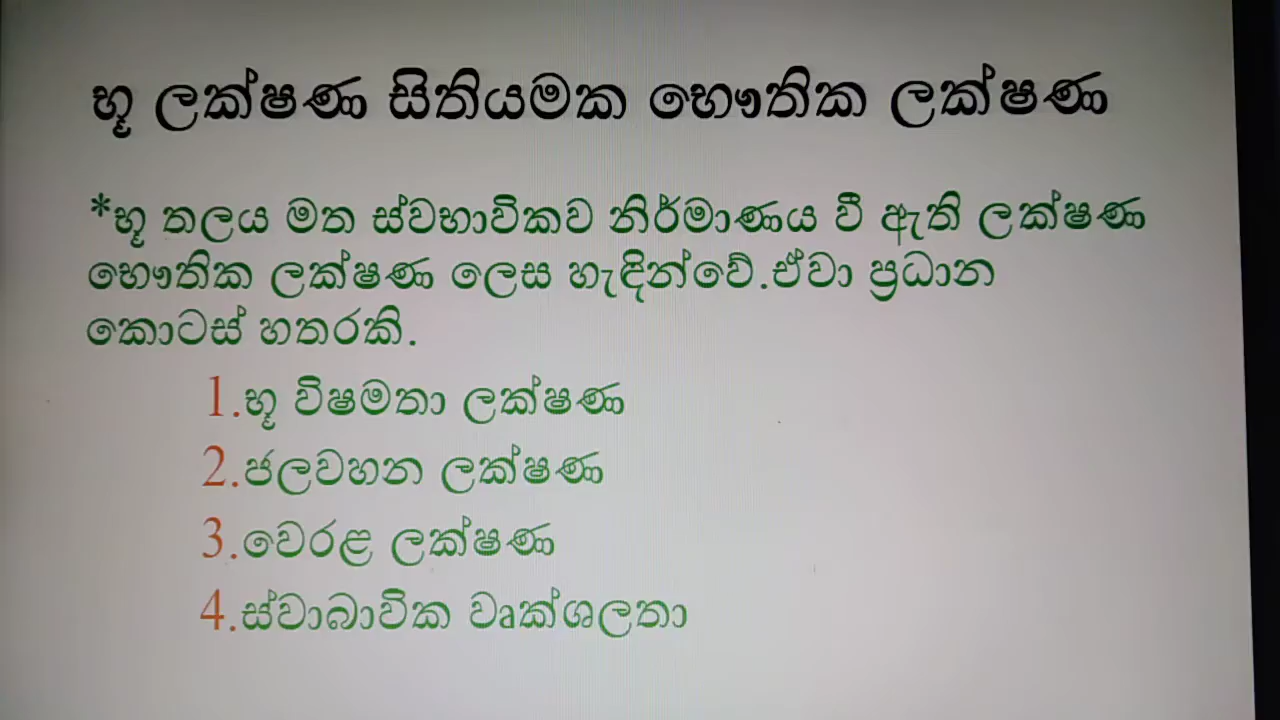 භූ ලක්ෂණ සිතියමක භෞතික ලක්ෂණ
*භූ තලය මත ස්වභාවිකව නිර්මාණය වී ඇති ලක්ෂණ
භෞතික ලක්ෂණ ලෙස හැඳින්වේ.ඒවා ප්‍රධාන
කොටස් හතරකි.
1.භූ විෂමතා ලක්ෂණ
2.ජලවහන ලක්ෂණ
3.වෙරළ ලක්ෂණ
4.ස්වාබාවික වෘක්ශලතා